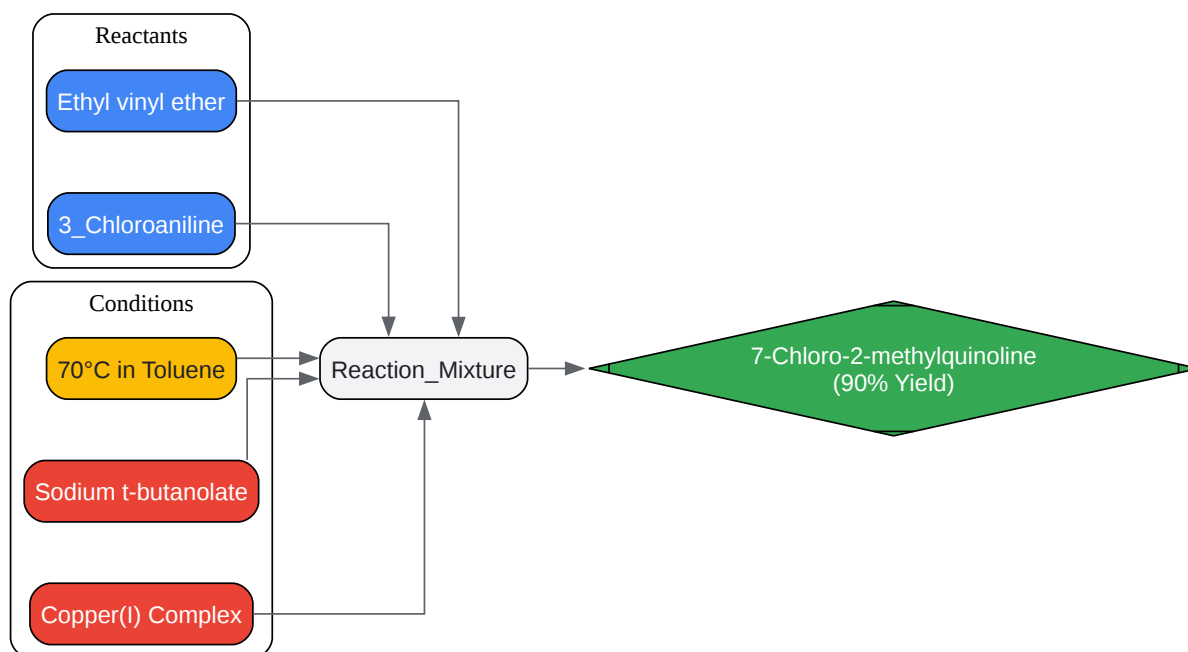 Reactants
Ethyl vinyl ether
3_Chloroaniline
Conditions
70°C in Toluene
Sodium t-butanolate
Copper(I) Complex
Reaction_Mixture
7-Chloro-2-methylquinoline
(90% Yield)